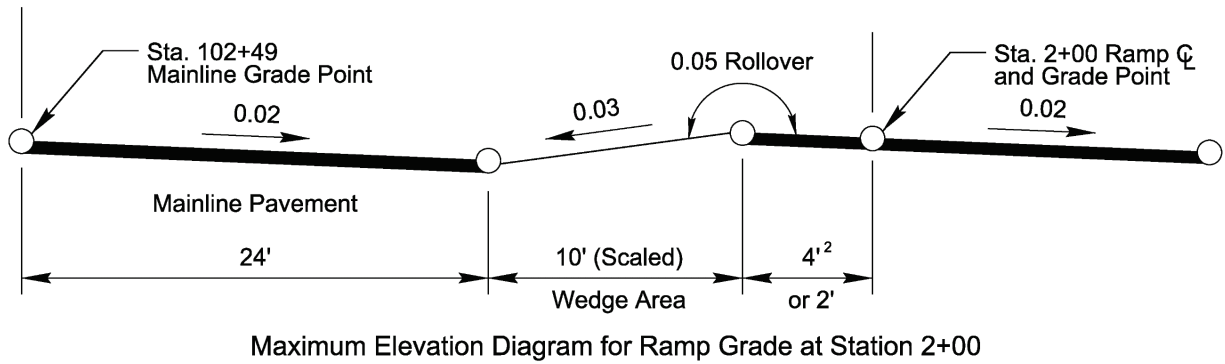 Sta. 102+49
Mainline Grade Point
0.02
0.03
0.05 Rollover
Sta. 2+00 Ramp ℄
and Grade Point
0.02
Mainline Pavement
24'
10' (Scaled)
Wedge Area
4'²
or 2'
Maximum Elevation Diagram for Ramp Grade at Station 2+00